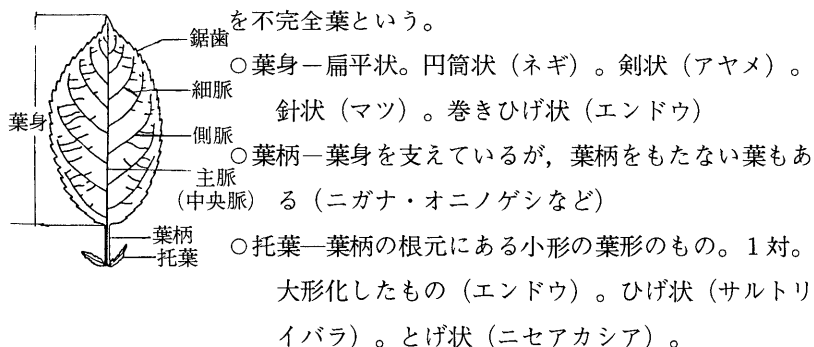 を不完全葉という。
○葉身—扁平状。円筒状（ネギ）。剣状（アヤメ）。
針状（マツ）。巻きひげ状（エンドウ）
○葉柄—葉身を支えているが，葉柄をもたない葉もあ
る（ニガナ・オニノゲシなど）
○托葉—葉柄の根元にある小形の葉形のもの。1対。
大形化したもの（エンドウ）。ひげ状（サルトリ
イバラ）。とげ状（ニセアカシア）。
葉身
鋸歯
細脈
側脈
主脈
（中央脈）
葉柄
托葉